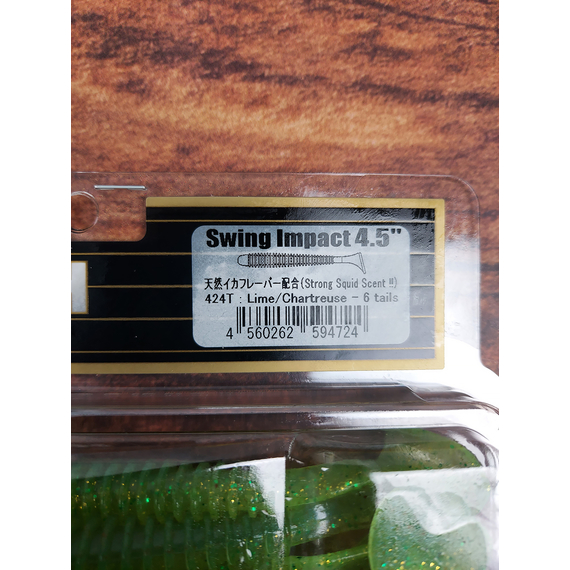 Swing Impact 4.5"
天然イカフレーバー配合(Strong Squid Scent !!)
424T : Lime/Chartreuse - 6 tails
4 560262 594724